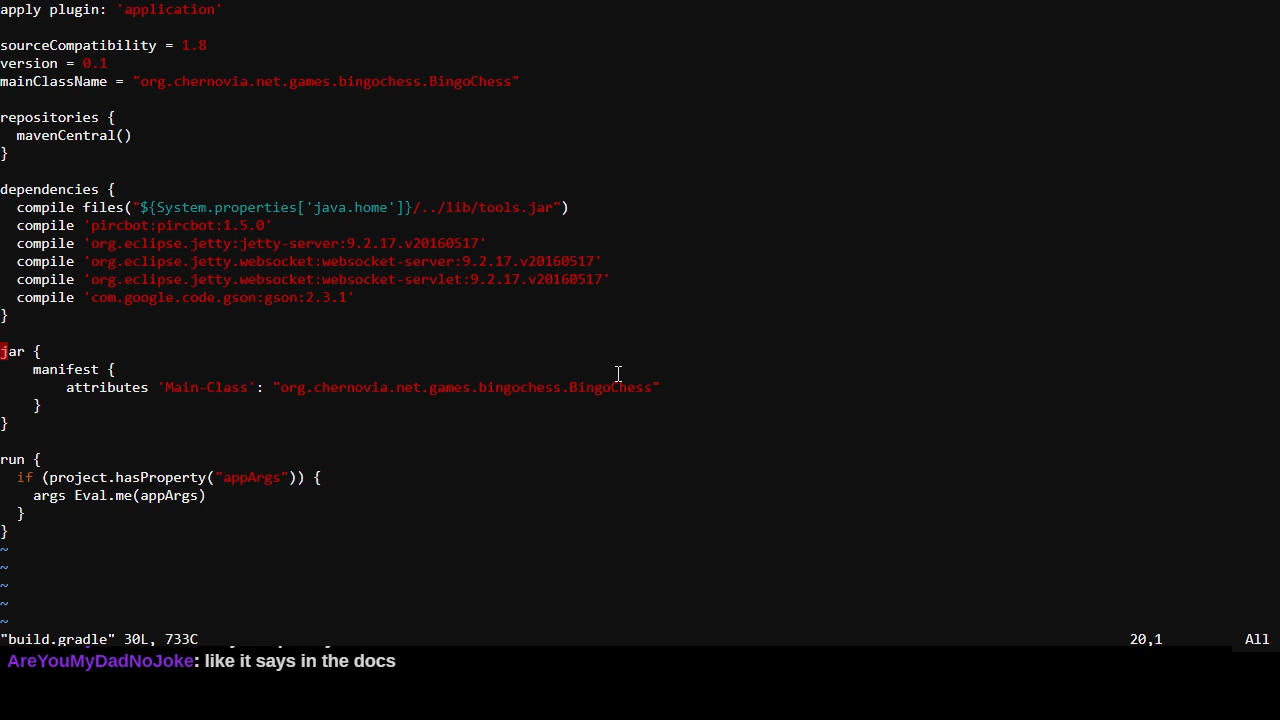 apply plugin: 'application'
sourceCompatibility = 1.8
version = 0.1
mainClassName = "org.chernovia.net.games.bingochess.BingoChess"
repositories {
  mavenCentral()
}
dependencies {
  compile files("${System.properties['java.home']}/../lib/tools.jar")
  compile 'pircbot:pircbot:1.5.0'
  compile 'org.eclipse.jetty:jetty-server:9.2.17.v20160517'
  compile 'org.eclipse.jetty.websocket:websocket-server:9.2.17.v20160517'
  compile 'org.eclipse.jetty.websocket:websocket-servlet:9.2.17.v20160517'
  compile 'com.google.code.gson:gson:2.3.1'
}
jar {
    manifest {
        attributes 'Main-Class': "org.chernovia.net.games.bingochess.BingoChess"
    }
}
run {
  if (project.hasProperty("appArgs")) {
    args Eval.me(appArgs)
  }
}
~
~
~
~
~
"build.gradle" 30L, 733C 20,1 All
AreYouMyDadNoJoke: like it says in the docs